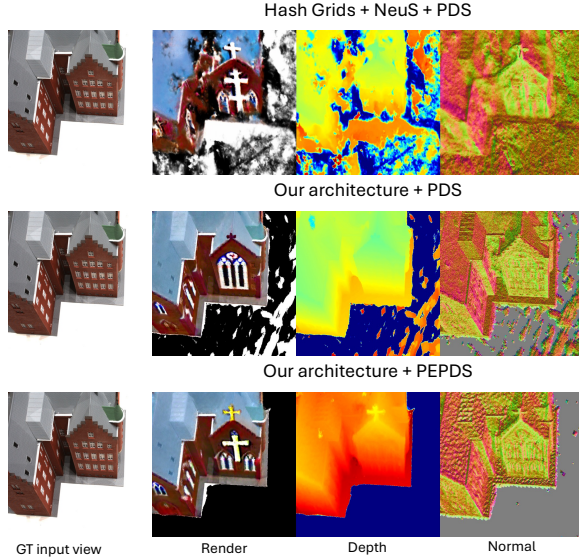 Hash Grids + NeuS + PDS
Our architecture + PDS
Our architecture + PEPDS
GT input view
Render
Depth
Normal